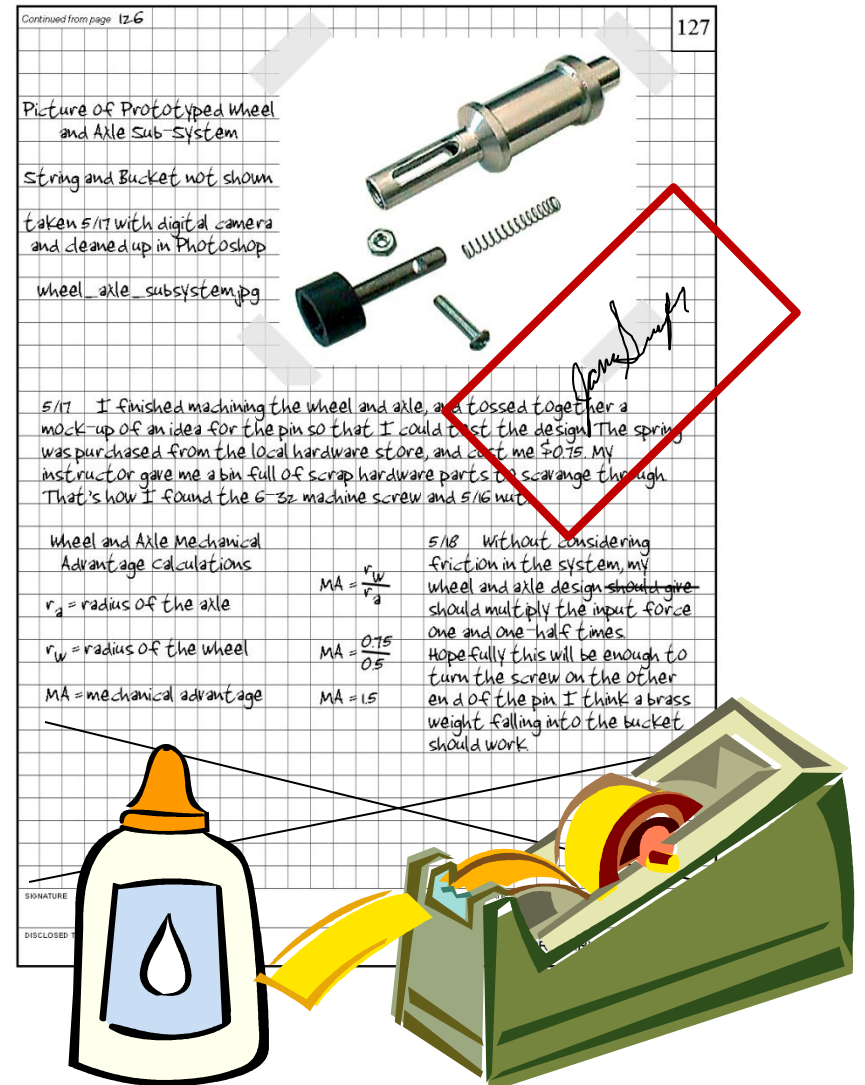 Continued from page 126
127
Picture of Prototyped Wheel
and Axle Sub-System
String and Bucket not shown
taken 5/17 with digital camera
and cleaned up in Photoshop
wheel_axle_subsystem.jpg
5/17 I finished machining the wheel and axle, and tossed together a
mock-up of an idea for the pin so that I could test the design. The spring
was purchased from the local hardware store, and cost me $0.75. My
instructor gave me a bin full of scrap hardware parts to scavange through.
That's how I found the 6-32 machine screw and 5/16 nut.
Wheel and Axle Mechanical
Advantage calculations
ra = radius of the axle
rw = radius of the wheel
MA = mechanical advantage
MA = rw/ra
MA = 0.75/0.5
MA = 1.5
5/18 Without considering
friction in the system, my
wheel and axle design should give
should multiply the input force
one and one-half times.
Hopefully this will be enough to
turn the screw on the other
end of the pin. I think a brass
weight falling into the bucket
should work.
SIGNATURE
DISCLOSED